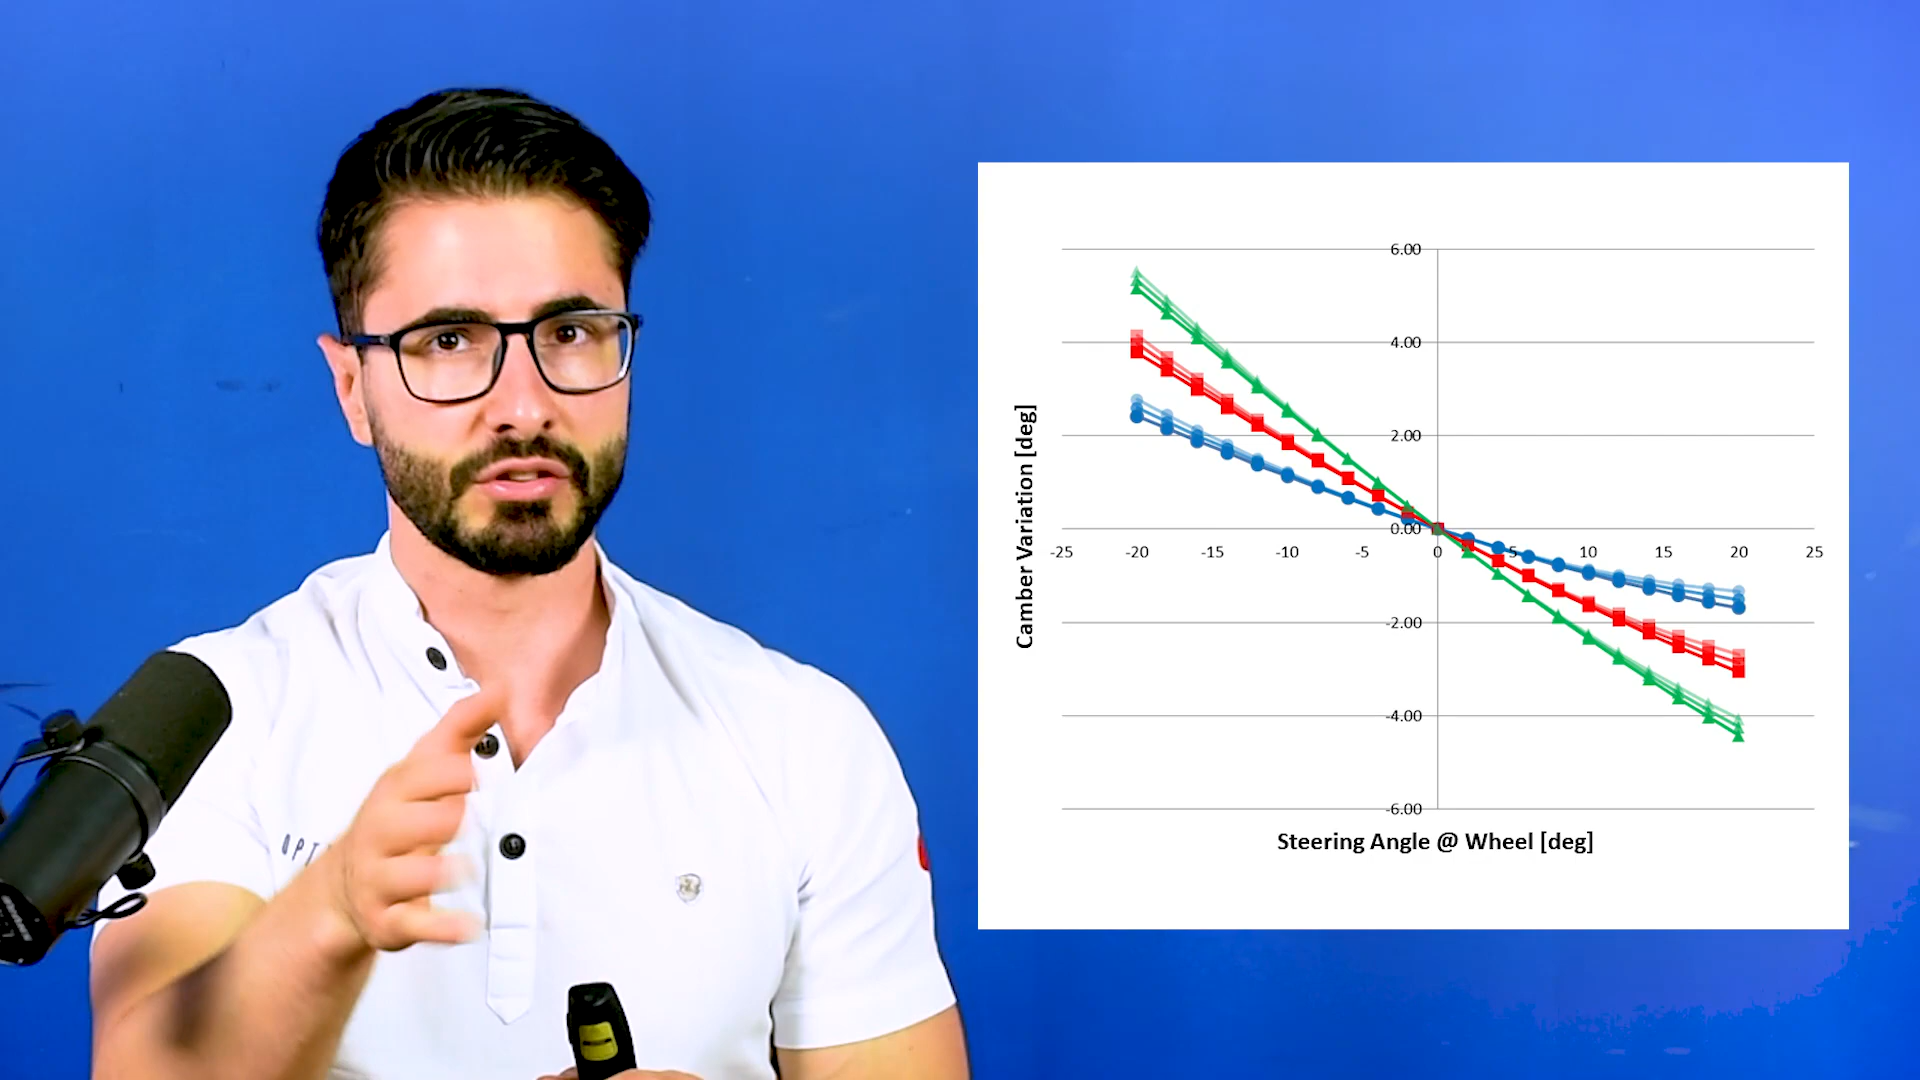 OPT
6.00
4.00
2.00
0.00
-25 -20 -15 -10 -5 0 5 10 15 20 25
-2.00
-4.00
-6.00
Camber Variation [deg]
Steering Angle @ Wheel [deg]